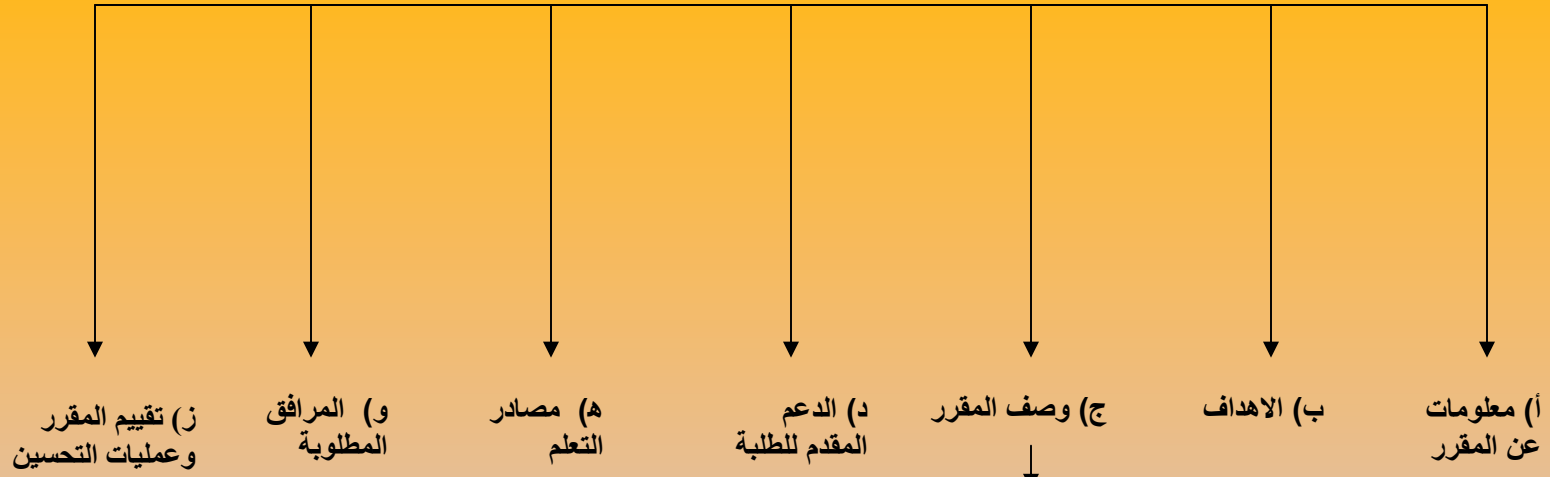 أ) معلومات
عن المقرر
ب) الاهداف
ج) وصف المقرر
د) الدعم
المقدم للطلبة
ه) مصادر
التعلم
و) المرافق
المطلوبة
ز) تقييم المقرر
وعمليات التحسين